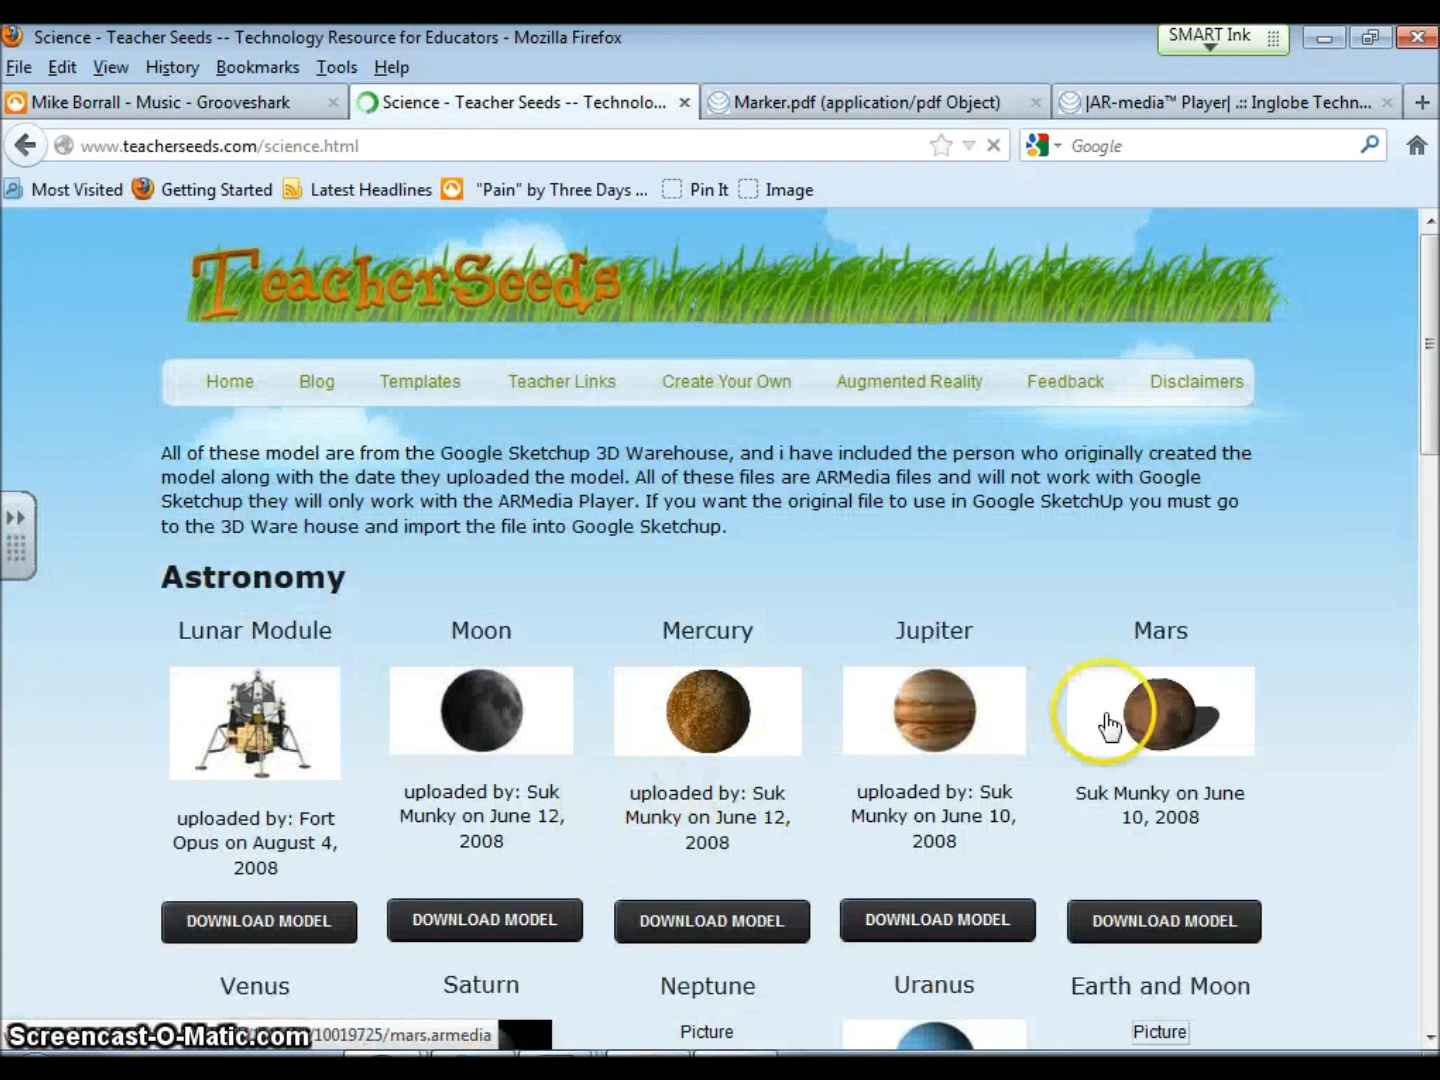 Science - Teacher Seeds -- Technology Resource for Educators - Mozilla Firefox
SMART Ink
File Edit View History Bookmarks Tools Help
Mike Borrall - Music - Grooveshark
Science - Teacher Seeds -- Technolo...
Marker.pdf (application/pdf Object)
|AR-media™ Player| .:: Inglobe Techn...
www.teacherseeds.com/science.html
Google
Most Visited Getting Started Latest Headlines "Pain" by Three Days ... Pin It Image
TeacherSeeds
Home Blog Templates Teacher Links Create Your Own Augmented Reality Feedback Disclaimers
All of these model are from the Google Sketchup 3D Warehouse, and i have included the person who originally created the
model along with the date they uploaded the model. All of these files are ARMedia files and will not work with Google
Sketchup they will only work with the ARMedia Player. If you want the original file to use in Google SketchUp you must go
to the 3D Ware house and import the file into Google Sketchup.
Astronomy
Lunar Module
uploaded by: Fort
Opus on August 4,
2008
DOWNLOAD MODEL
Moon
uploaded by: Suk
Munky on June 12,
2008
DOWNLOAD MODEL
Mercury
uploaded by: Suk
Munky on June 12,
2008
DOWNLOAD MODEL
Jupiter
uploaded by: Suk
Munky on June 10,
2008
DOWNLOAD MODEL
Mars
Suk Munky on June
10, 2008
DOWNLOAD MODEL
Venus
Saturn
Neptune
Uranus
Earth and Moon
Picture
Picture
Screencast-O-Matic.com
/10019725/mars.armedia